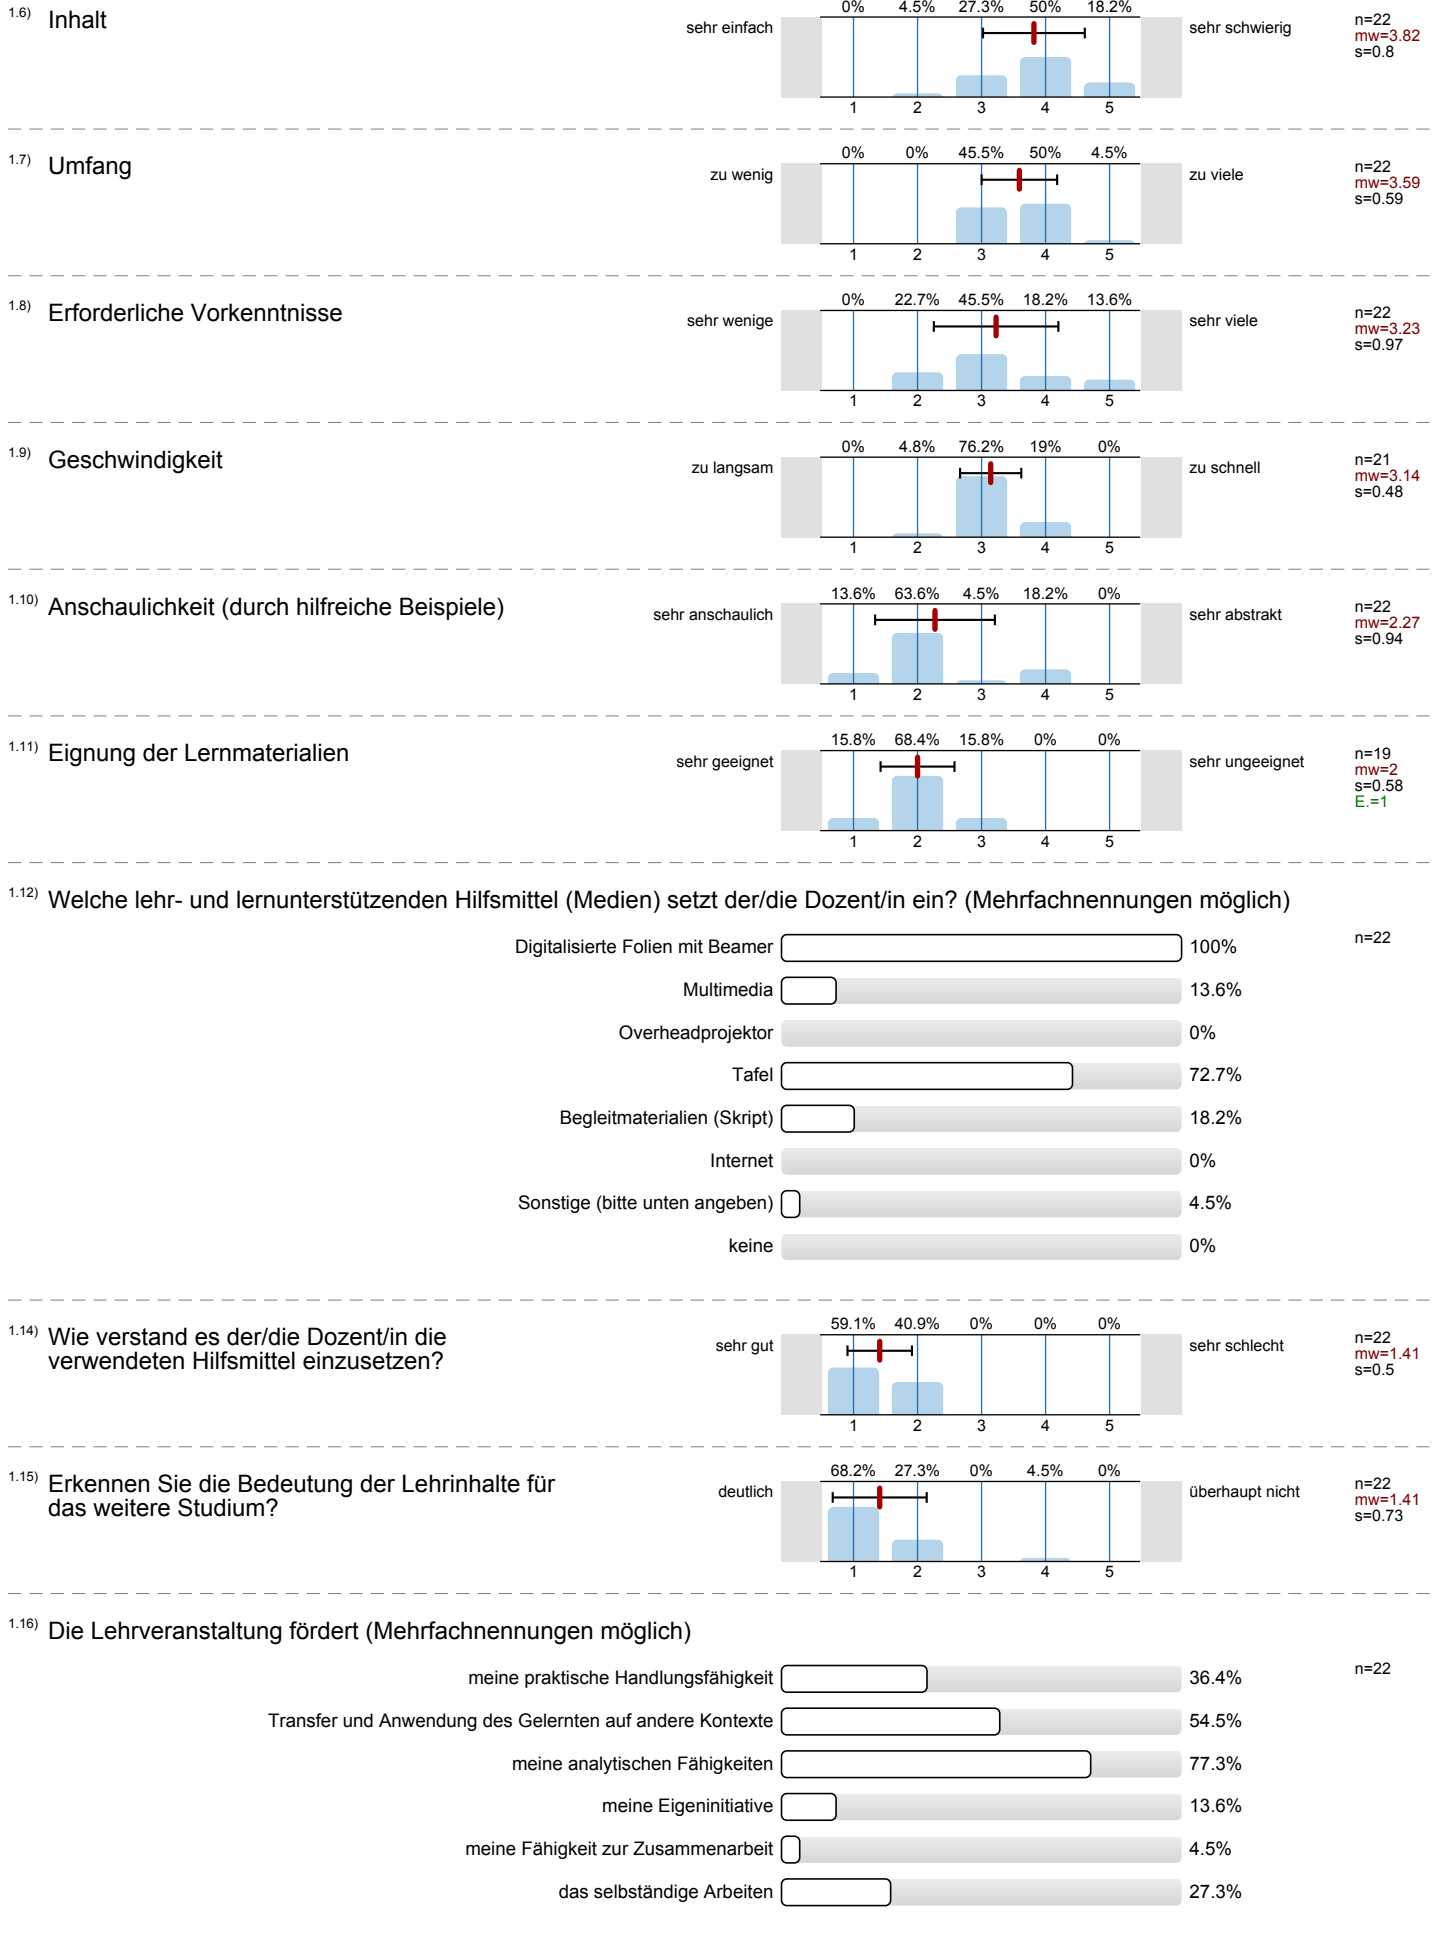 1.6) Inhalt
0% 4.5% 27.3% 50% 18.2%
sehr einfach
sehr schwierig
n=22
mw=3.82
s=0.8
1 2 3 4 5
1.7) Umfang
0% 0% 45.5% 50% 4.5%
zu wenig
zu viele
n=22
mw=3.59
s=0.59
1 2 3 4 5
1.8) Erforderliche Vorkenntnisse
0% 22.7% 45.5% 18.2% 13.6%
sehr wenige
sehr viele
n=22
mw=3.23
s=0.97
1 2 3 4 5
1.9) Geschwindigkeit
0% 4.8% 76.2% 19% 0%
zu langsam
zu schnell
n=21
mw=3.14
s=0.48
1 2 3 4 5
1.10) Anschaulichkeit (durch hilfreiche Beispiele)
13.6% 63.6% 4.5% 18.2% 0%
sehr anschaulich
sehr abstrakt
n=22
mw=2.27
s=0.94
1 2 3 4 5
1.11) Eignung der Lernmaterialien
15.8% 68.4% 15.8% 0% 0%
sehr geeignet
sehr ungeeignet
n=19
mw=2
s=0.58
E.=1
1 2 3 4 5
1.12) Welche lehr- und lernunterstützenden Hilfsmittel (Medien) setzt der/die Dozent/in ein? (Mehrfachnennungen möglich)
Digitalisierte Folien mit Beamer 100% n=22
Multimedia 13.6%
Overheadprojektor 0%
Tafel 72.7%
Begleitmaterialien (Skript) 18.2%
Internet 0%
Sonstige (bitte unten angeben) 4.5%
keine 0%
1.14) Wie verstand es der/die Dozent/in die
verwendeten Hilfsmittel einzusetzen?
59.1% 40.9% 0% 0% 0%
sehr gut
sehr schlecht
n=22
mw=1.41
s=0.5
1 2 3 4 5
1.15) Erkennen Sie die Bedeutung der Lehrinhalte für
das weitere Studium?
68.2% 27.3% 0% 4.5% 0%
deutlich
überhaupt nicht
n=22
mw=1.41
s=0.73
1 2 3 4 5
1.16) Die Lehrveranstaltung fördert (Mehrfachnennungen möglich)
meine praktische Handlungsfähigkeit 36.4% n=22
Transfer und Anwendung des Gelernten auf andere Kontexte 54.5%
meine analytischen Fähigkeiten 77.3%
meine Eigeninitiative 13.6%
meine Fähigkeit zur Zusammenarbeit 4.5%
das selbständige Arbeiten 27.3%